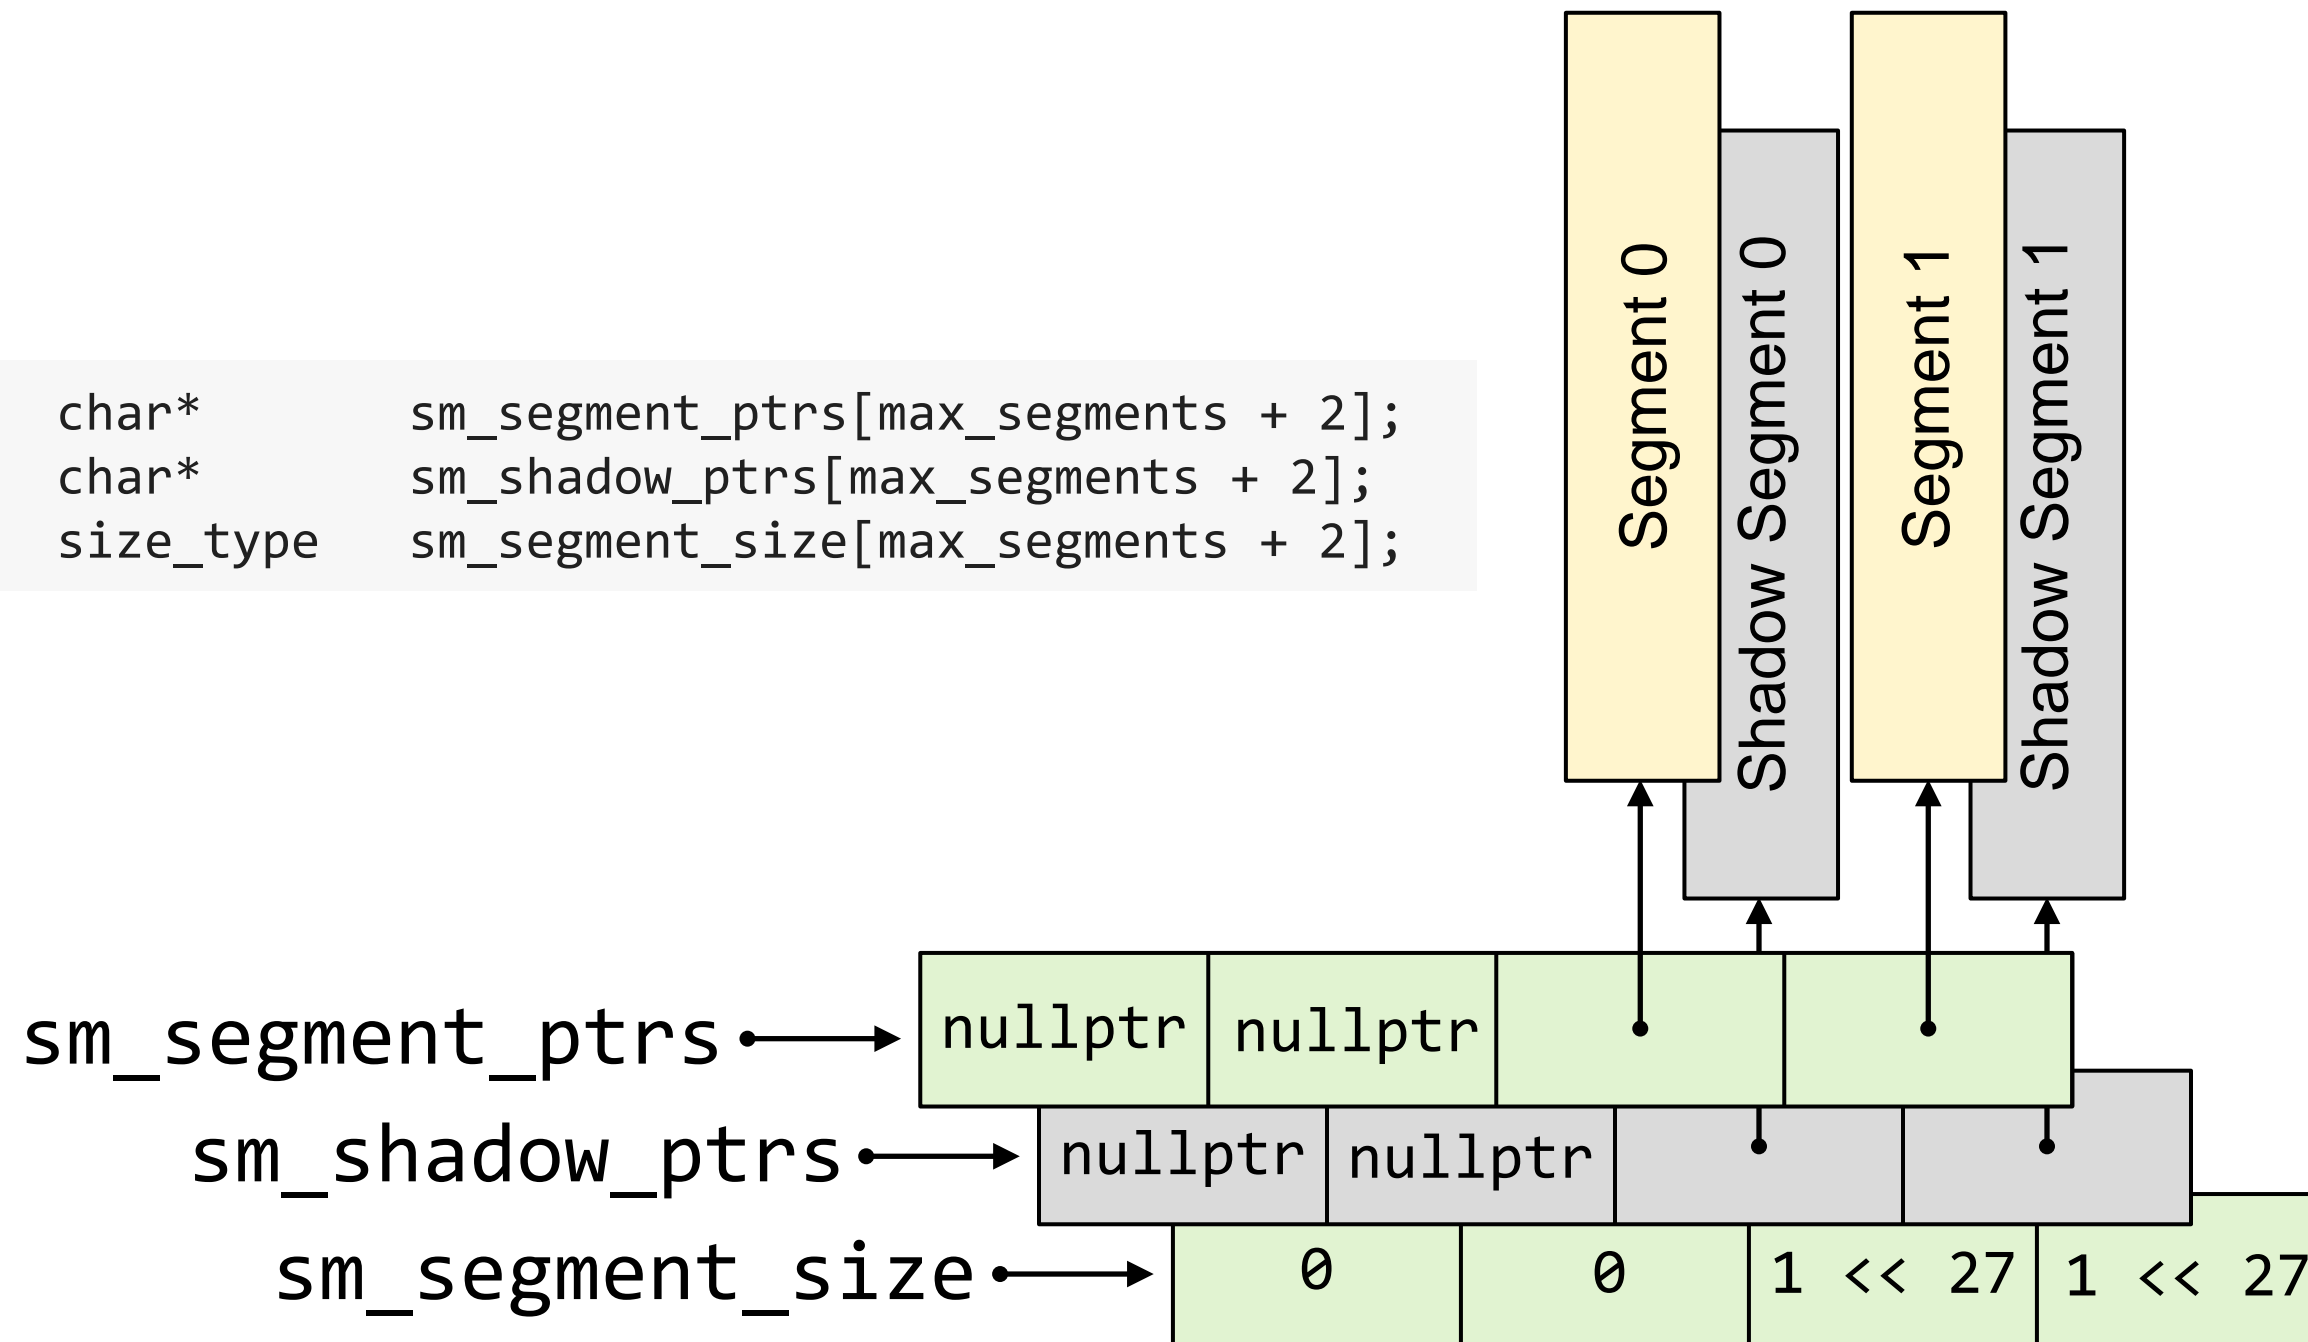 Segment 0
Shadow Segment 0
Segment 1
Shadow Segment 1
char* sm_segment_ptrs[max_segments + 2];
char* sm_shadow_ptrs[max_segments + 2];
size_type sm_segment_size[max_segments + 2];
sm_segment_ptrs nullptr nullptr
sm_shadow_ptrs nullptr nullptr
sm_segment_size 0 0 1 << 27 1 << 27